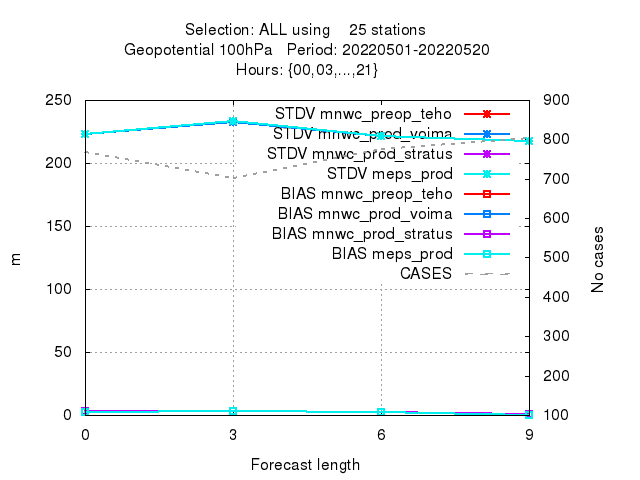 Selection: ALL using 25 stations
Geopotential 100hPa Period: 20220501-20220520
Hours: {00,03,...,21}
250 900
STDV mnwc_preop_teho
STDV mnwc_prod_voima
800
STDV mnwc_prod_stratus
200
STDV meps_prod
700
BIAS mnwc_preop_teho
BIAS mnwc_prod_voima
600
150
BIAS mnwc_prod_stratus
BIAS meps_prod
500
m
No cases
CASES
100
400
300
50
200
0 100
0 3 6 9
Forecast length